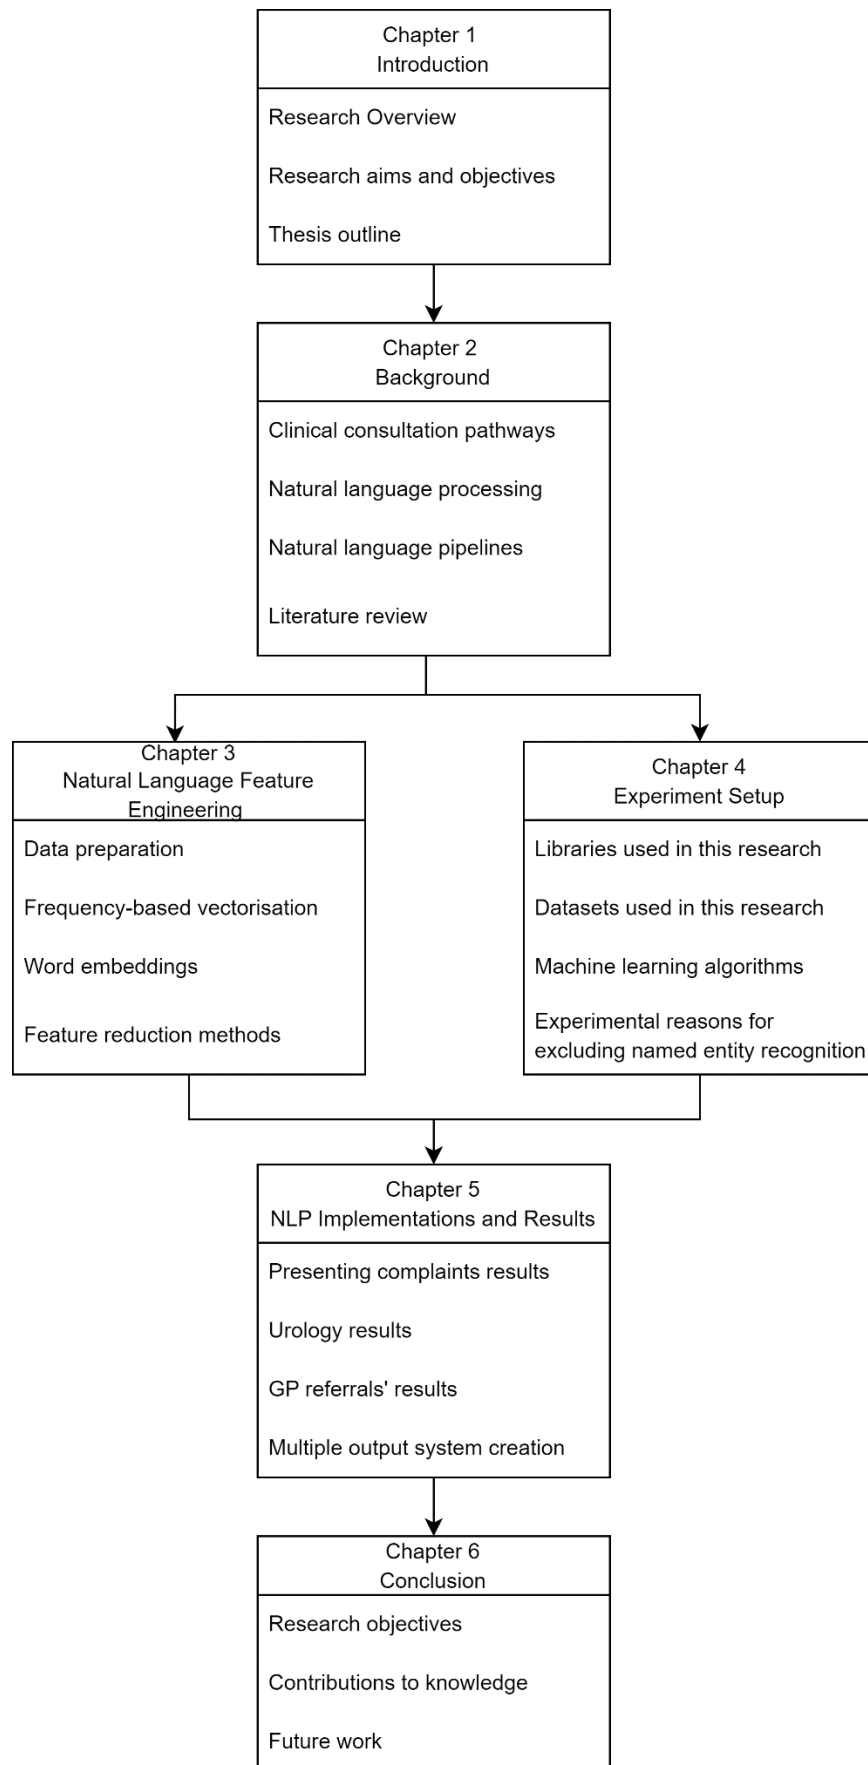 Chapter 1
Introduction
Research Overview
Research aims and objectives
Thesis outline
Chapter 2
Background
Clinical consultation pathways
Natural language processing
Natural language pipelines
Literature review
Chapter 3
Natural Language Feature
Engineering
Data preparation
Frequency-based vectorisation
Word embeddings
Feature reduction methods
Chapter 4
Experiment Setup
Libraries used in this research
Datasets used in this research
Machine learning algorithms
Experimental reasons for
excluding named entity recognition
Chapter 5
NLP Implementations and Results
Presenting complaints results
Urology results
GP referrals' results
Multiple output system creation
Chapter 6
Conclusion
Research objectives
Contributions to knowledge
Future work